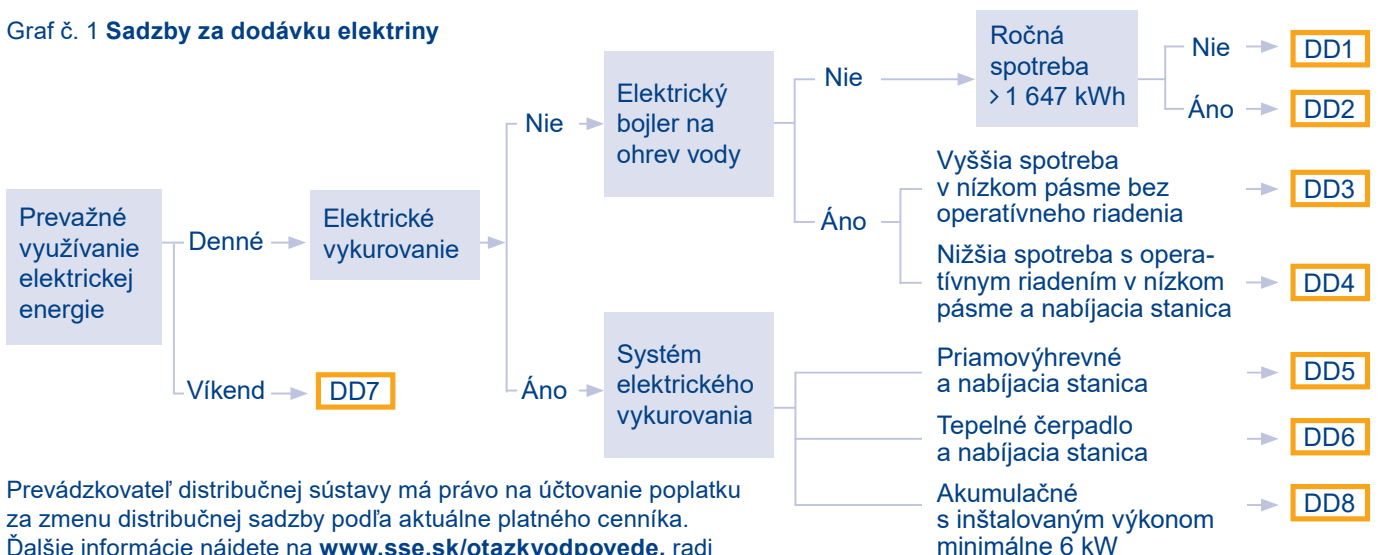 Graf č. 1 Sadzby za dodávku elektriny
Prevažné
využívanie
elektrickej
energie
Denné
Víkend
DD7
Elektrické
vykurovanie
Nie
Áno
Elektrický
bojler na
ohrev vody
Nie
Áno
Ročná
spotreba
> 1 647 kWh
Nie
DD1
Áno
DD2
Vyššia spotreba
v nízkom pásme bez
operatívneho riadenia
DD3
Nižšia spotreba s opera-
tívnym riadením v nízkom
pásme a nabíjacia stanica
DD4
Systém
elektrického
vykurovania
Priamovýhrevné
a nabíjacia stanica
DD5
Tepelné čerpadlo
a nabíjacia stanica
DD6
Akumulačné
s inštalovaným výkonom
minimálne 6 kW
DD8
Prevádzkovateľ distribučnej sústavy má právo na účtovanie poplatku
za zmenu distribučnej sadzby podľa aktuálne platného cenníka.
Ďalšie informácie nájdete na www.sse.sk/otazkyodpovede, radi